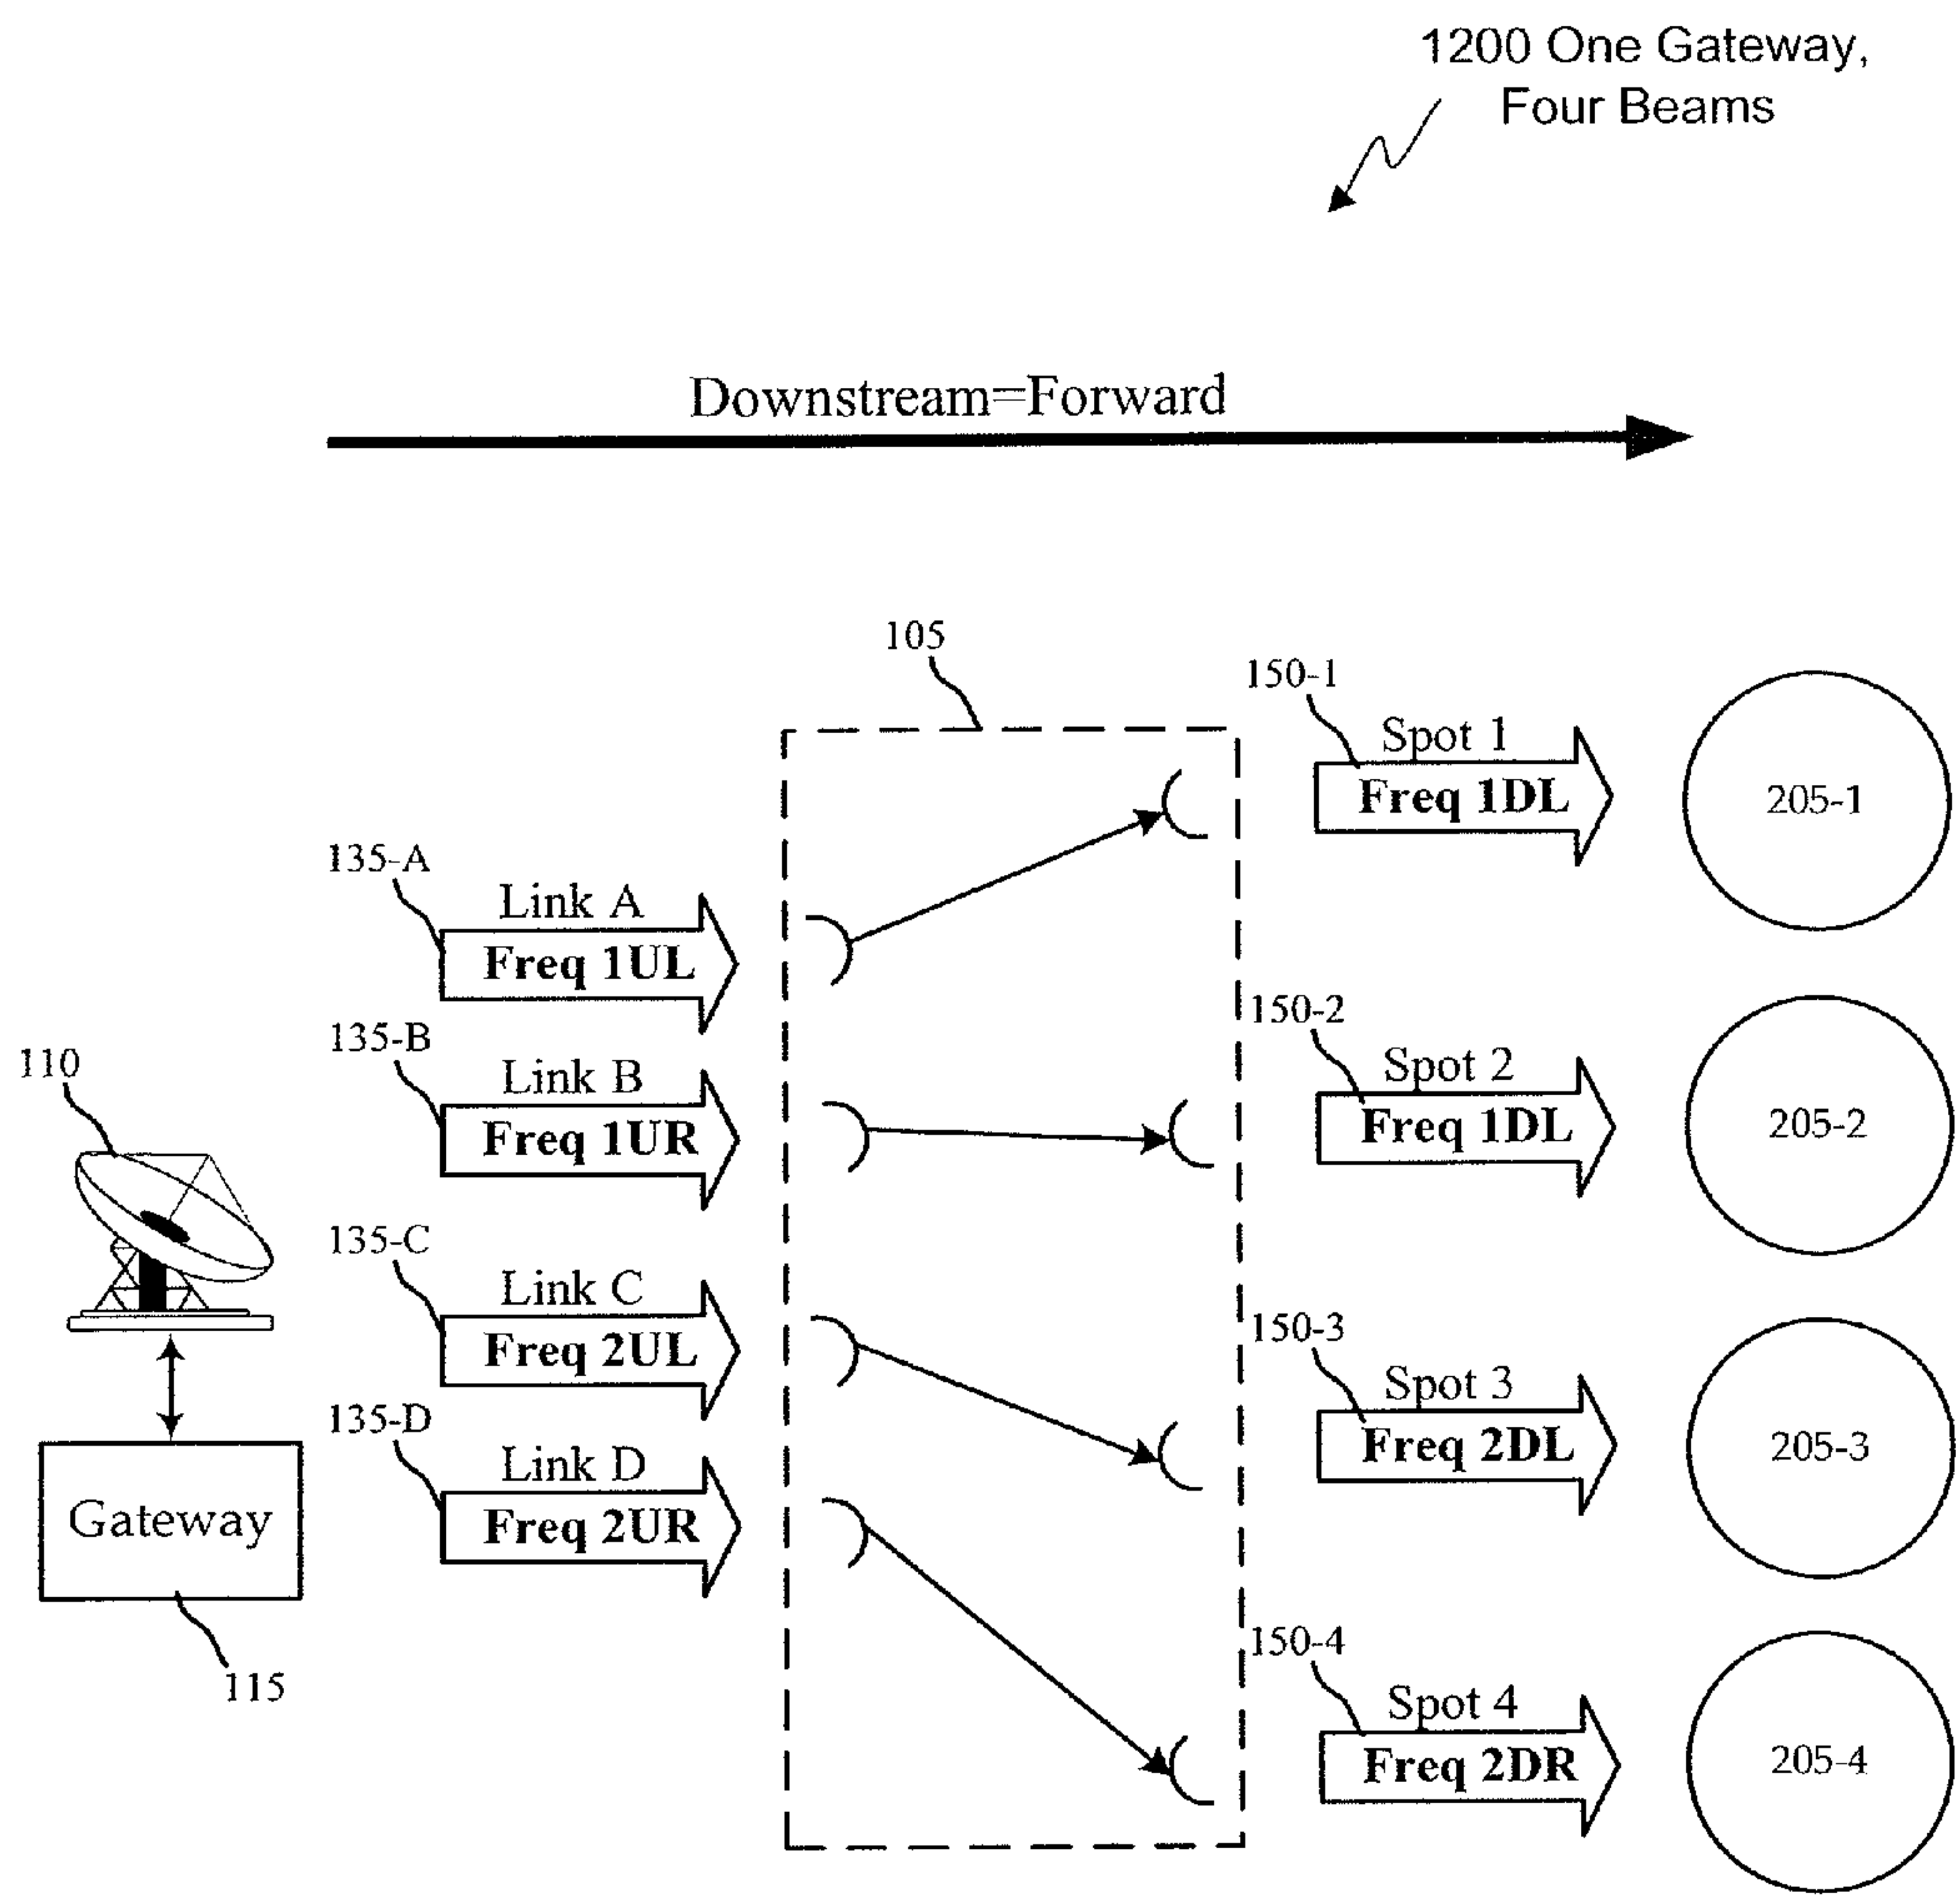 1200 One Gateway,
Four Beams
Downstream=Forward
105
150-1
Spot 1
Freq 1DL
205-1
135-A
Link A
Freq 1UL
150-2
Spot 2
Freq 1DL
205-2
135-B
Link B
Freq 1UR
110
135-C
Link C
Freq 2UL
150-3
Spot 3
Freq 2DL
205-3
135-D
Link D
Freq 2UR
Gateway
115
150-4
Spot 4
Freq 2DR
205-4